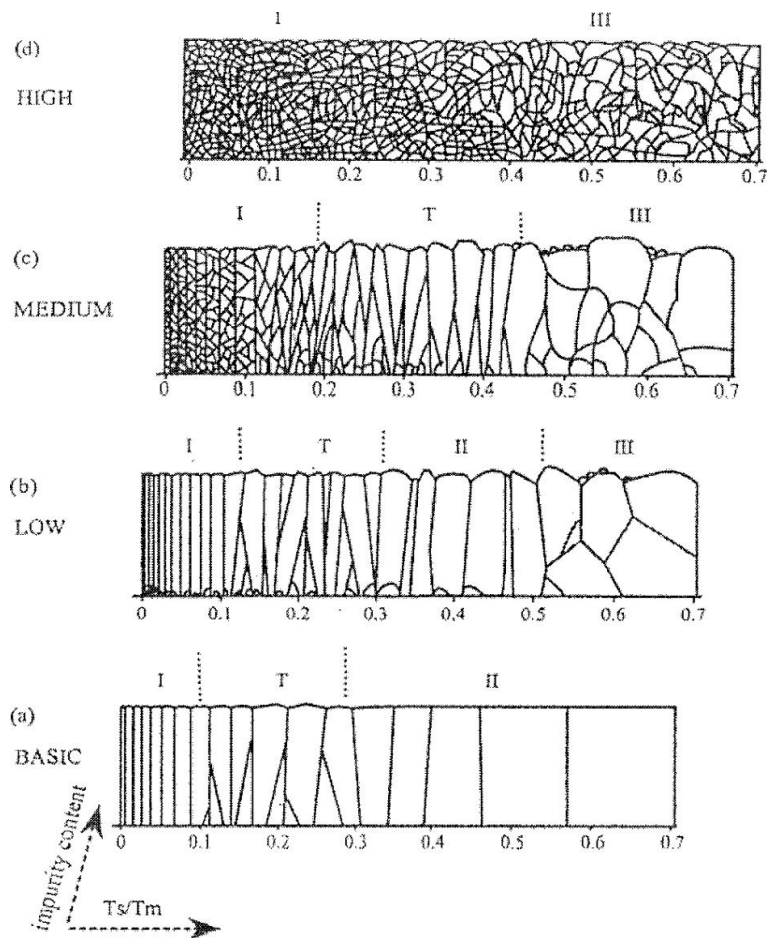 I III
(d)
HIGH
0 0.1 0.2 0.3 0.4 0.5 0.6 0.7
I T III
(c)
MEDIUM
0 0.1 0.2 0.3 0.4 0.5 0.6 0.7
I T II III
(b)
LOW
0 0.1 0.2 0.3 0.4 0.5 0.6 0.7
I T II
(a)
BASIC
0 0.1 0.2 0.3 0.4 0.5 0.6 0.7
impurity content
Ts/Tm